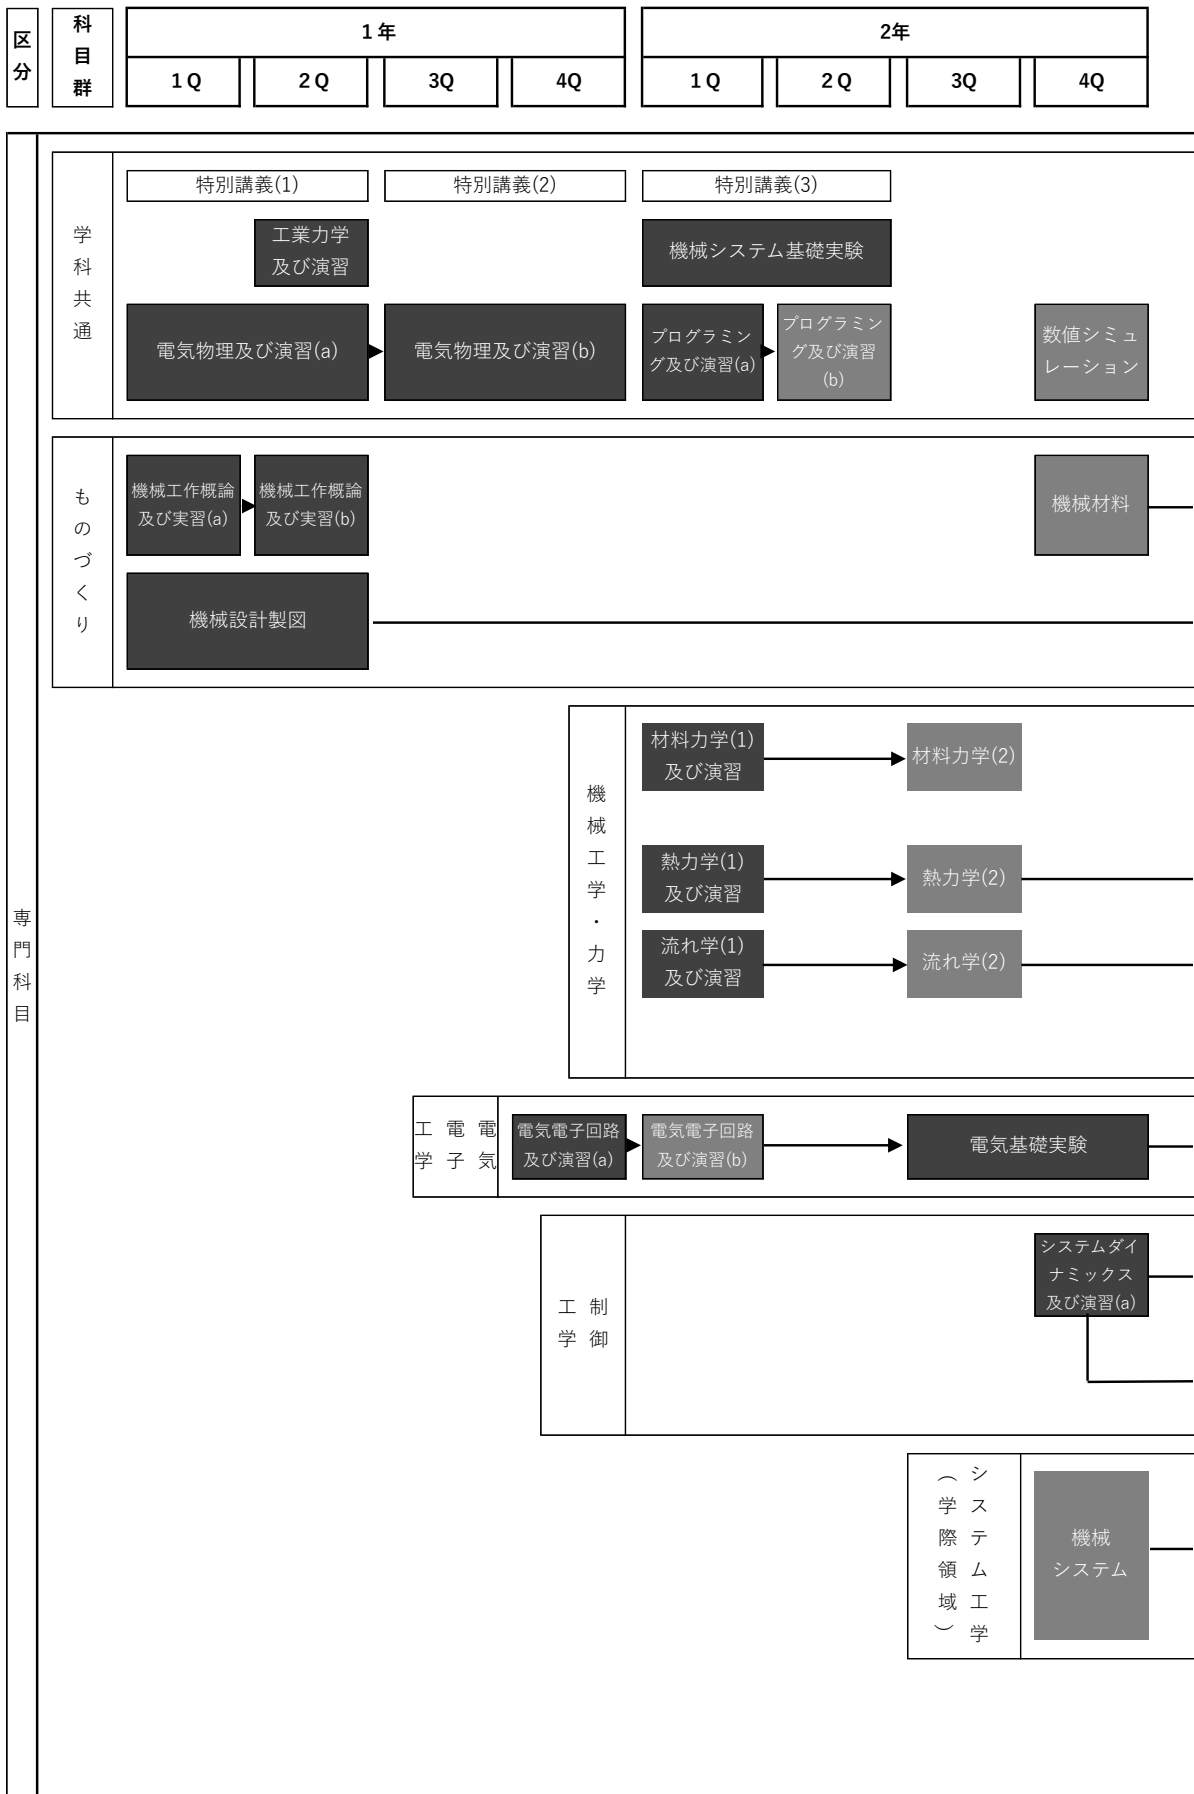 区分
科目群
1 年
2年
1 Q
2 Q
3Q
4Q
1 Q
2 Q
3Q
4Q
専門科目
学科共通
特別講義(1)
特別講義(2)
特別講義(3)
工業力学
及び演習
機械システム基礎実験
電気物理及び演習(a)
電気物理及び演習(b)
プログラミン
グ及び演習(a)
プログラミン
グ及び演習
(b)
数値シミュ
レーション
ものづくり
機械工作概論
及び実習(a)
機械工作概論
及び実習(b)
機械材料
機械設計製図
機械工学・力学
材料力学(1)
及び演習
材料力学(2)
熱力学(1)
及び演習
熱力学(2)
流れ学(1)
及び演習
流れ学(2)
電気
電子
工学
電気電子回路
及び演習(a)
電気電子回路
及び演習(b)
電気基礎実験
制御
工学
システムダイ
ナミックス
及び演習(a)
システム工学
（学際領域）
機械
システム